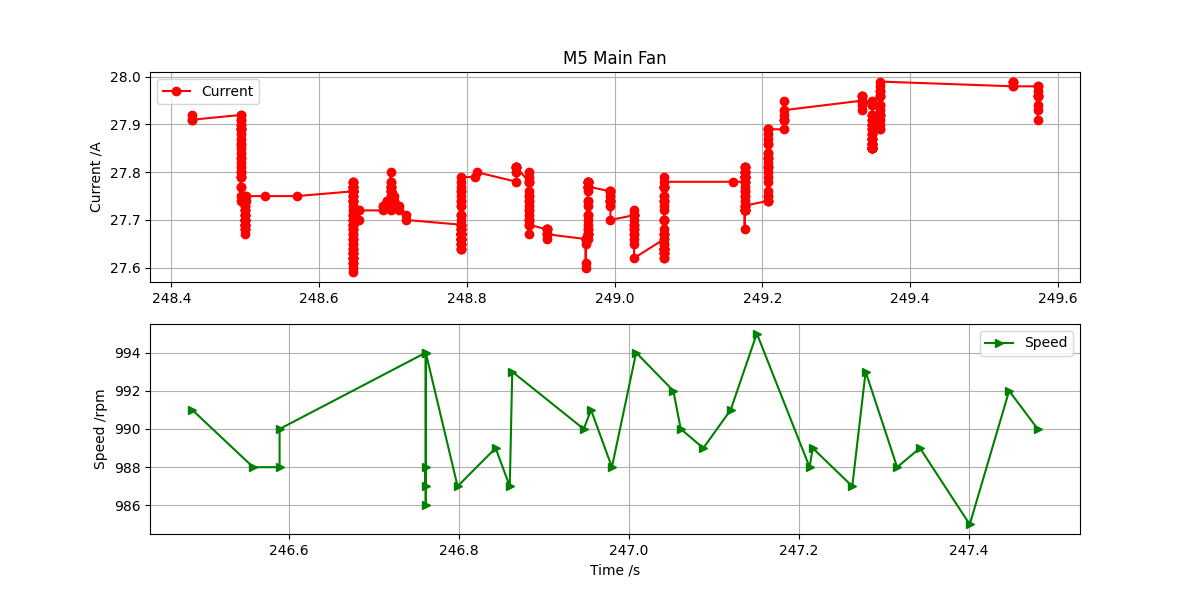 M5 Main Fan
Current
Current /A
28.0
27.9
27.8
27.7
27.6
248.4 248.6 248.8 249.0 249.2 249.4 249.6
Speed
Speed /rpm
994
992
990
988
986
246.6 246.8 247.0 247.2 247.4
Time /s